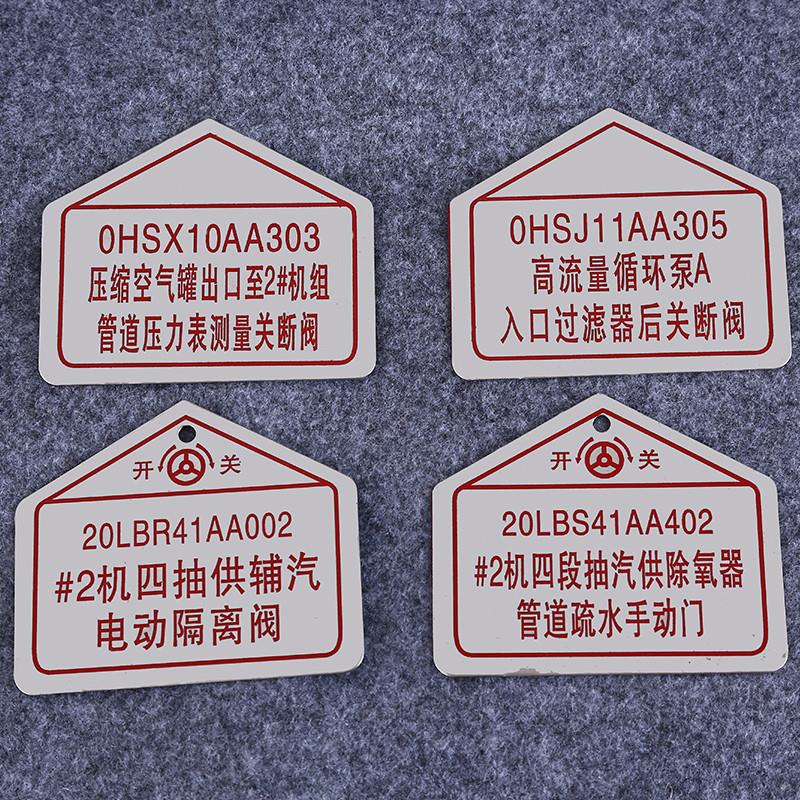 0HSX10AA303
压缩空气罐出口至2#机组
管道压力表测量关断阀
0HSJ11AA305
高流量循环泵A
入口过滤器后关断阀
开 关
20LBR41AA002
#2机四抽供辅汽
电动隔离阀
开 关
20LBS41AA402
#2机四段抽汽供除氧器
管道疏水手动门